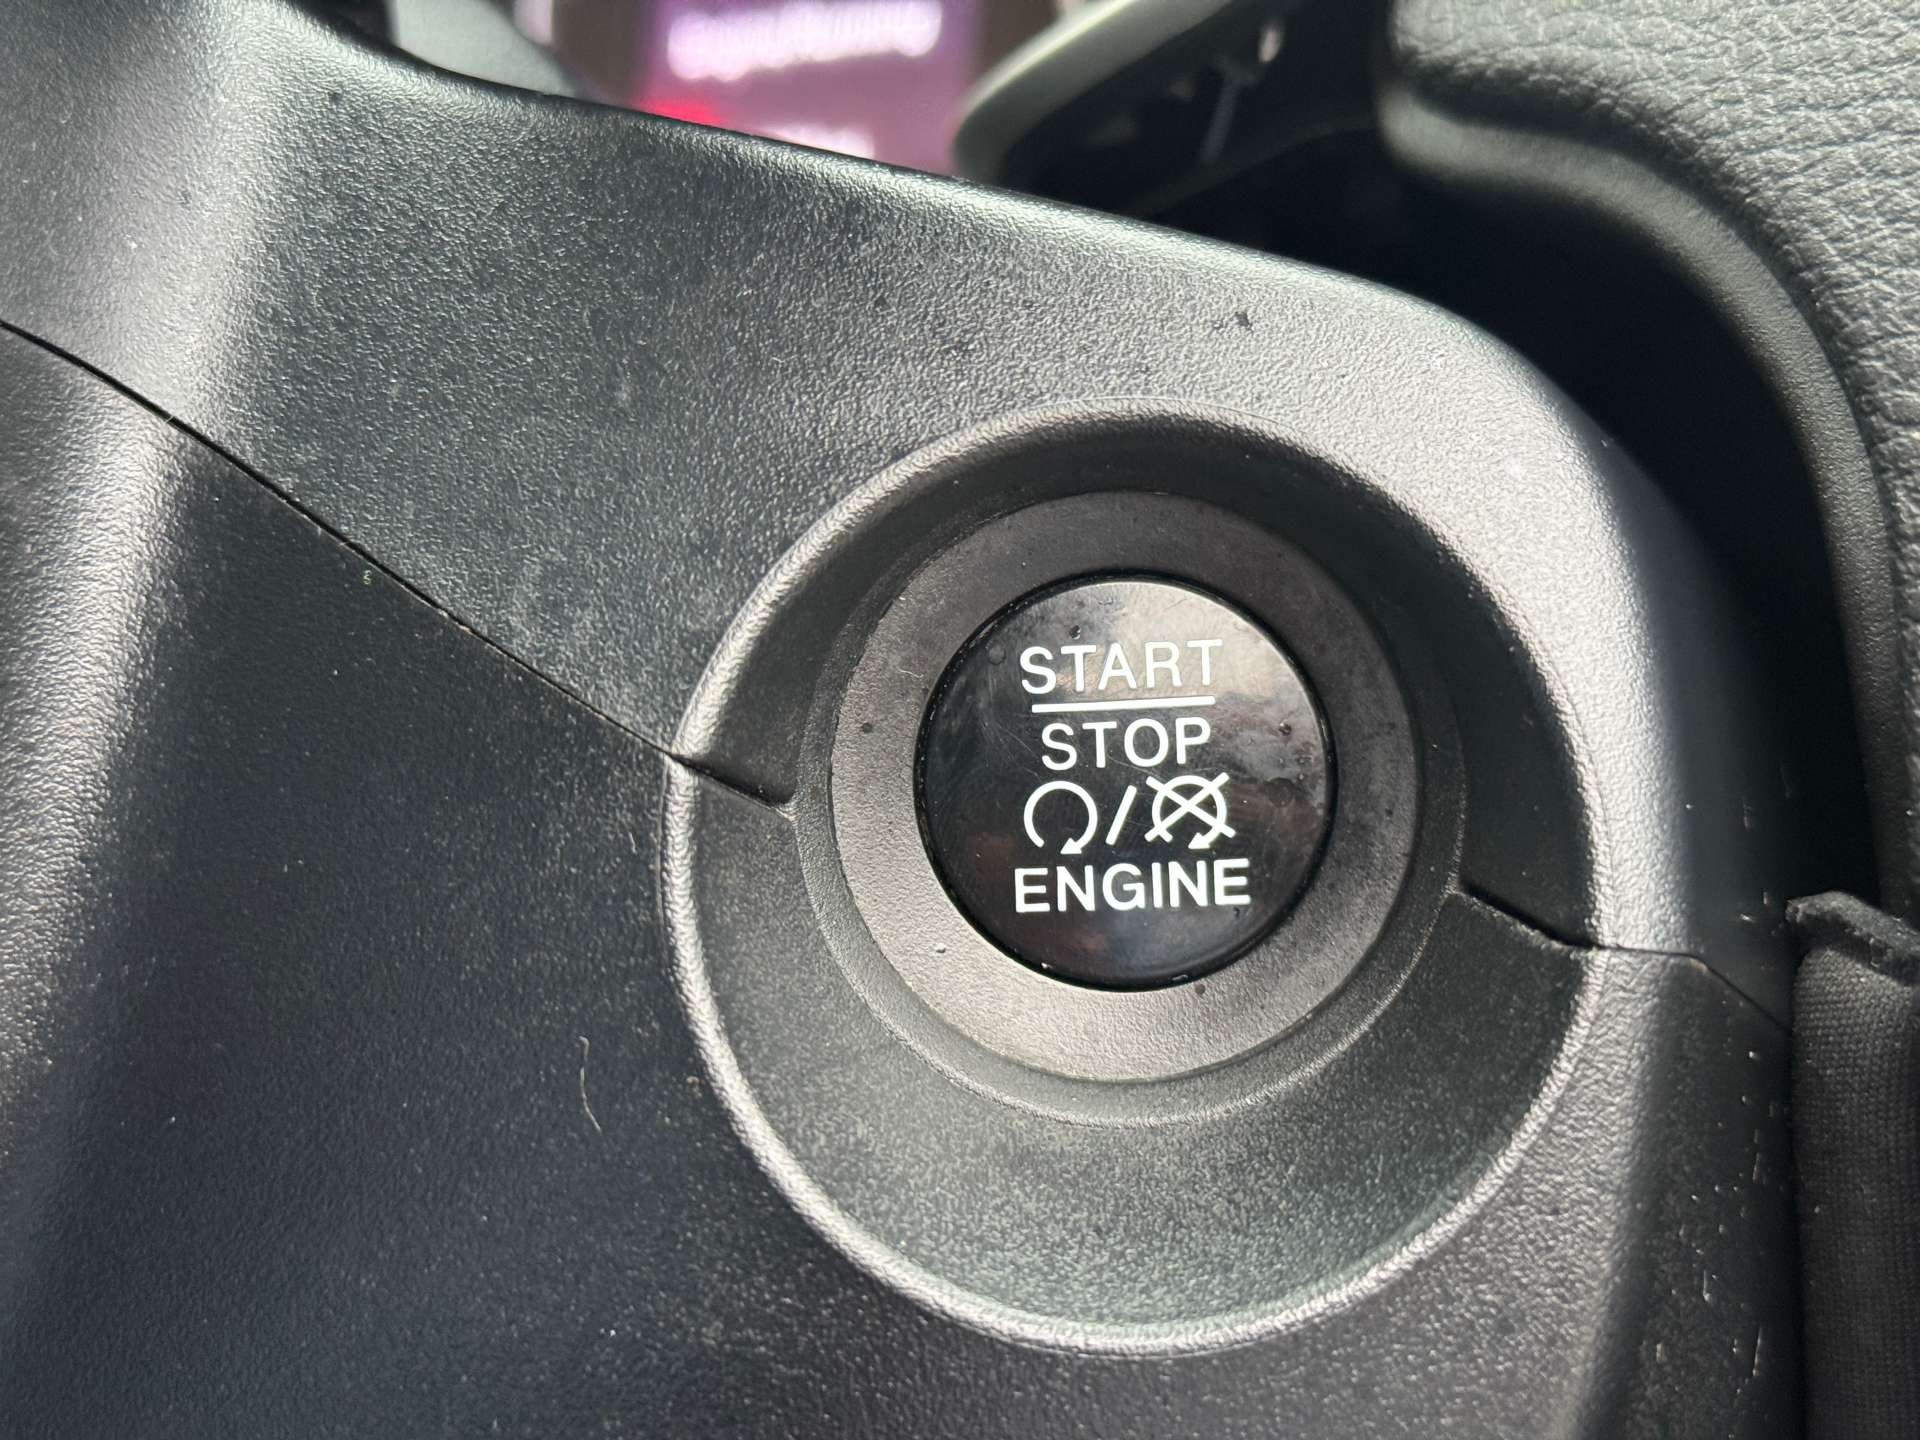 START
STOP
/
ENGINE